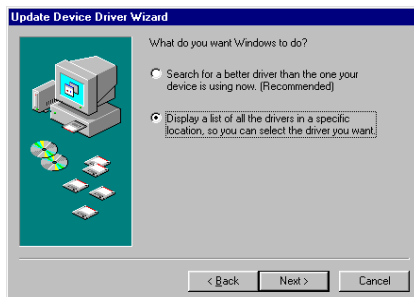 Update Device Driver Wizard
What do you want Windows to do?
Search for a better driver than the one your
device is using now. (Recommended)
Display a list of all the drivers in a specific
location, so you can select the driver you want.
< Back
Next >
Cancel